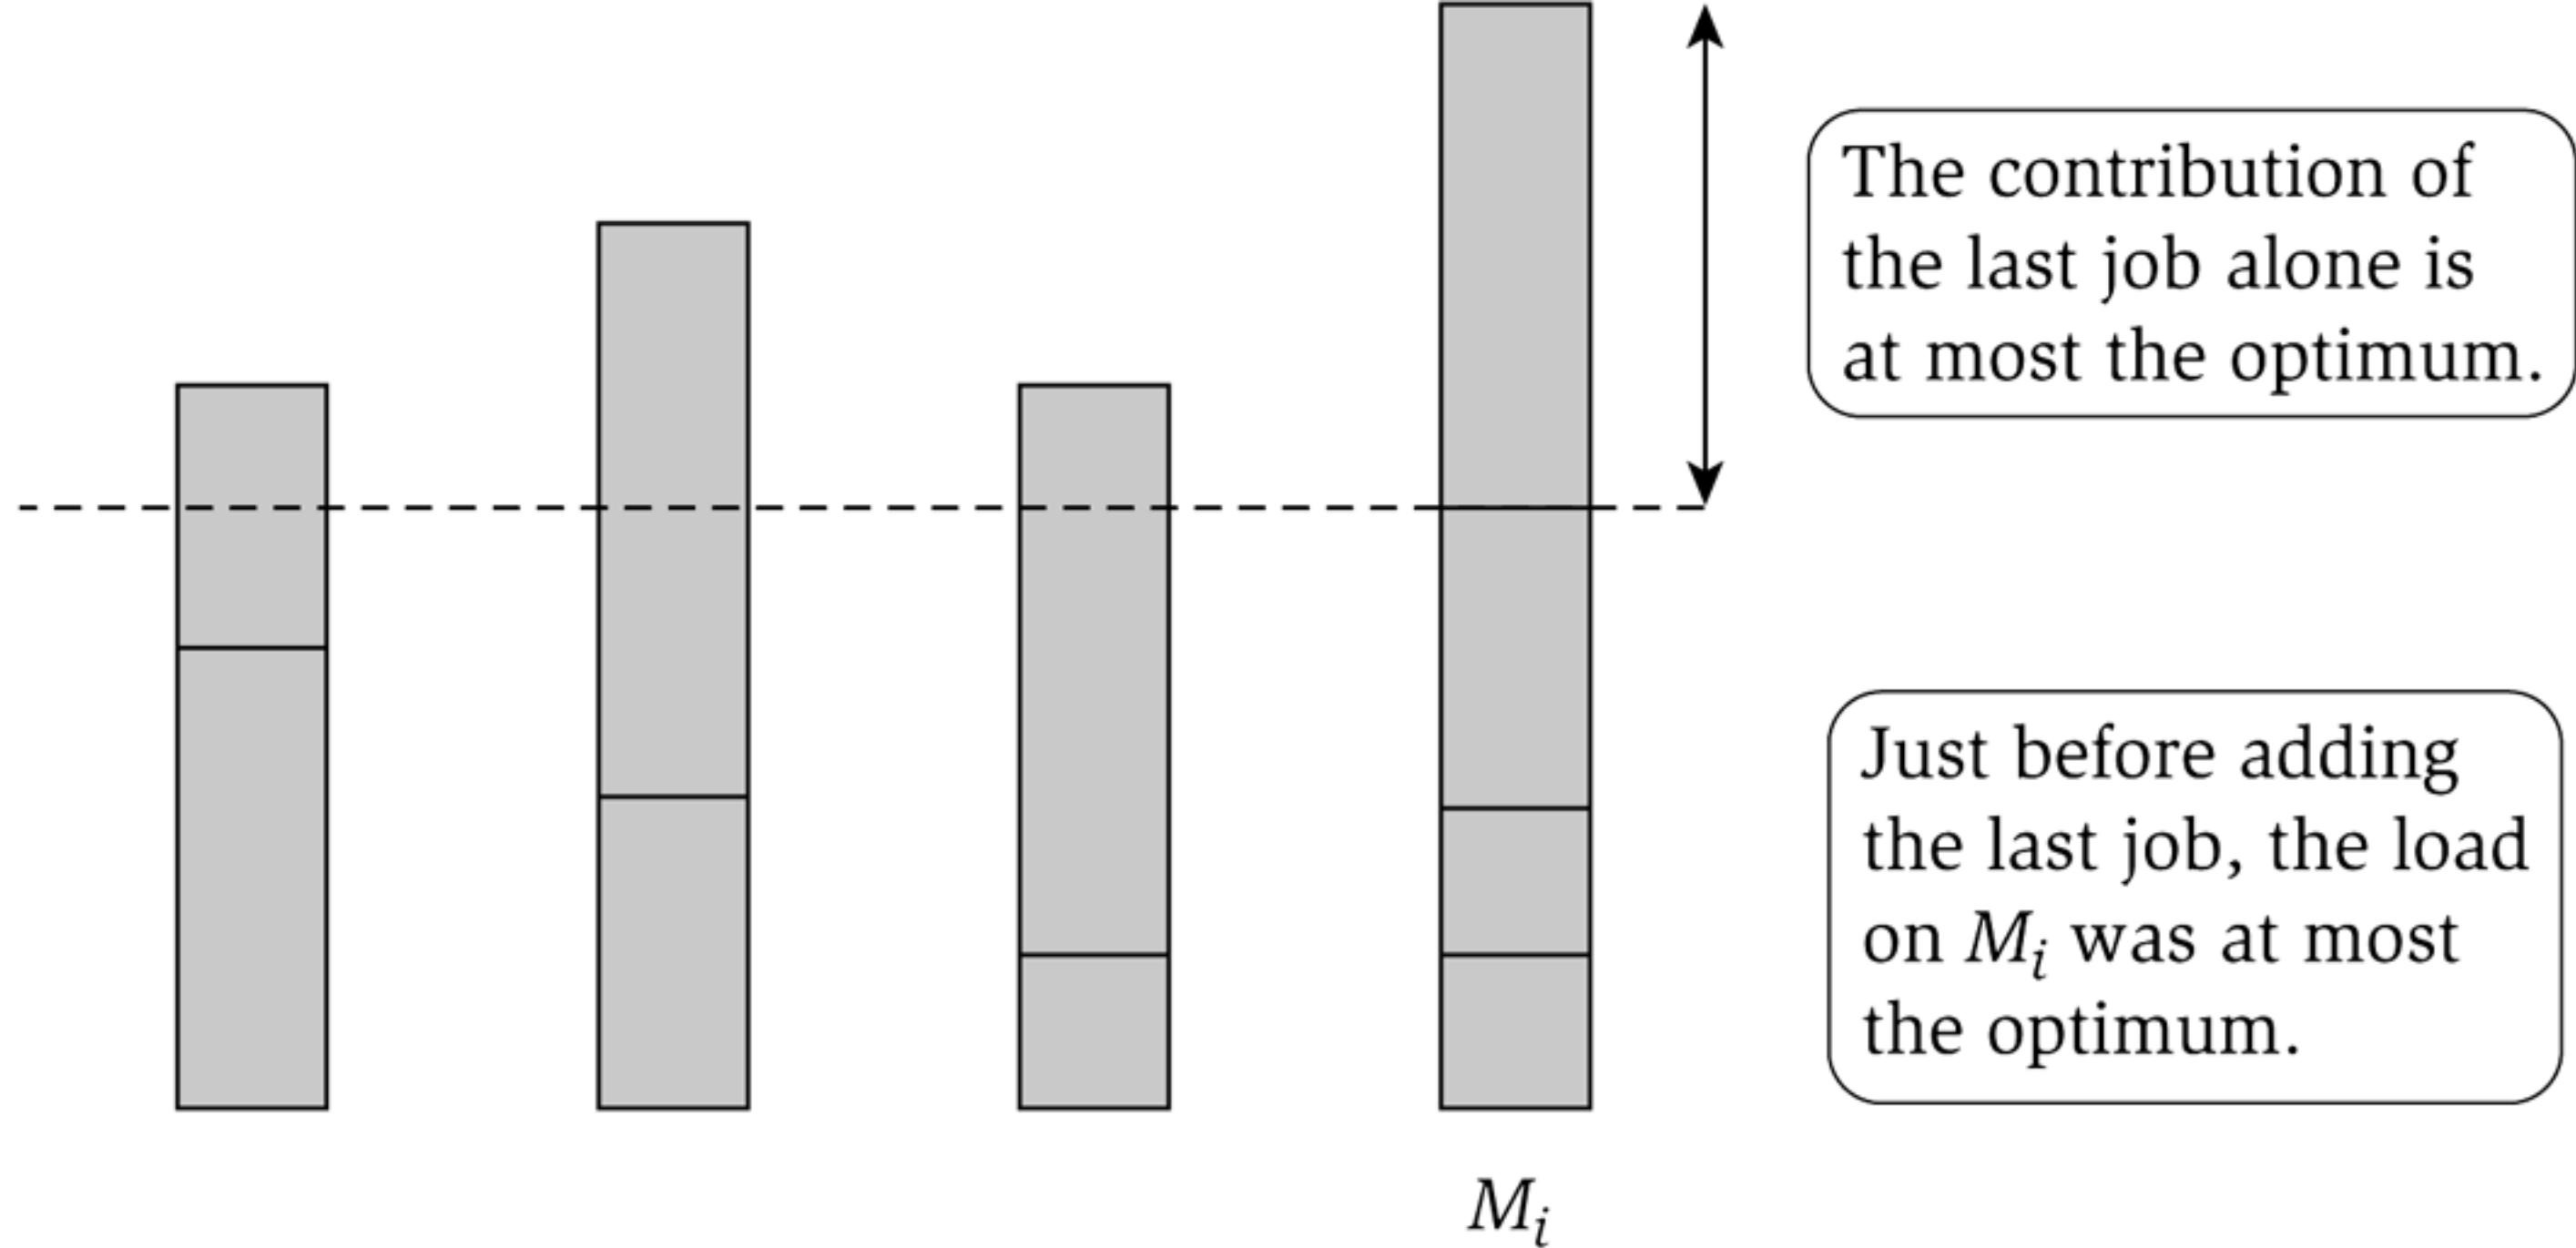 The contribution of
the last job alone is
at most the optimum.
Just before adding
the last job, the load
on Mᵢ was at most
the optimum.
Mᵢ